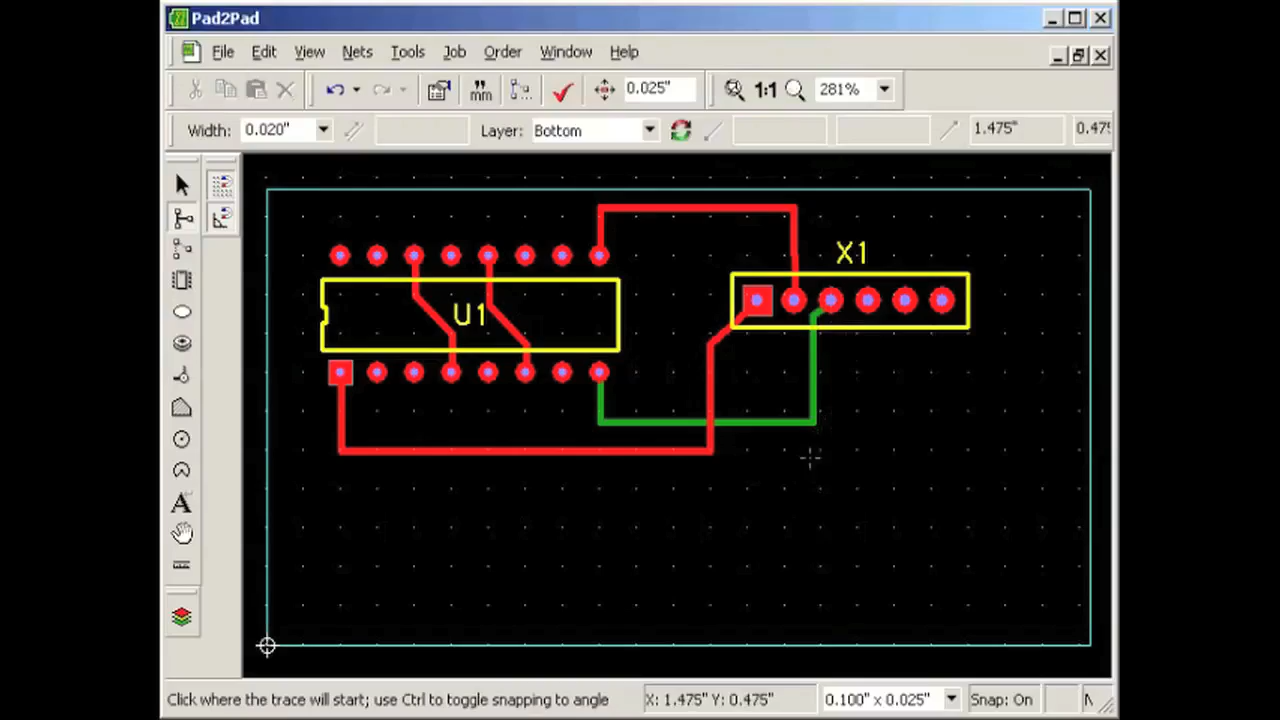 Pad2Pad
File Edit View Nets Tools Job Order Window Help
mm 0.025" 1:1 281%
Width: 0.020" Layer: Bottom 1.475"
X1
U1
A
Click where the trace will start; use Ctrl to toggle snapping to angle X: 1.475" Y: 0.475" 0.100" x 0.025" Snap: On